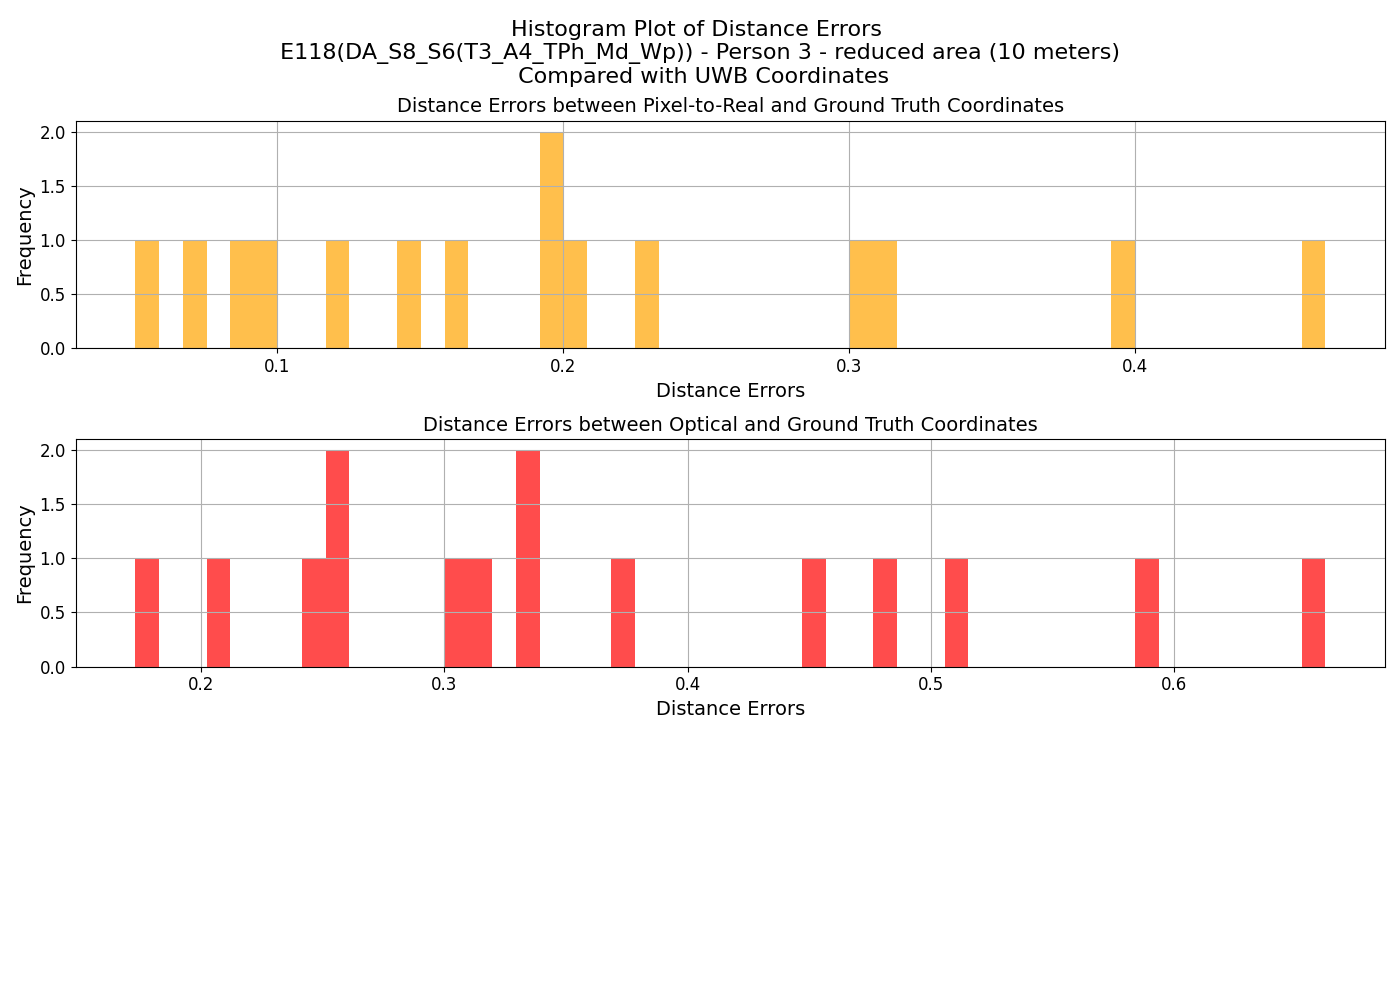 Histogram Plot of Distance Errors
E118(DA_S8_S6(T3_A4_TPh_Md_Wp)) - Person 3 - reduced area (10 meters)
Compared with UWB Coordinates
Distance Errors between Pixel-to-Real and Ground Truth Coordinates
Frequency
2.0
1.5
1.0
0.5
0.0
0.1 0.2 0.3 0.4
Distance Errors
Distance Errors between Optical and Ground Truth Coordinates
Frequency
2.0
1.5
1.0
0.5
0.0
0.2 0.3 0.4 0.5 0.6
Distance Errors